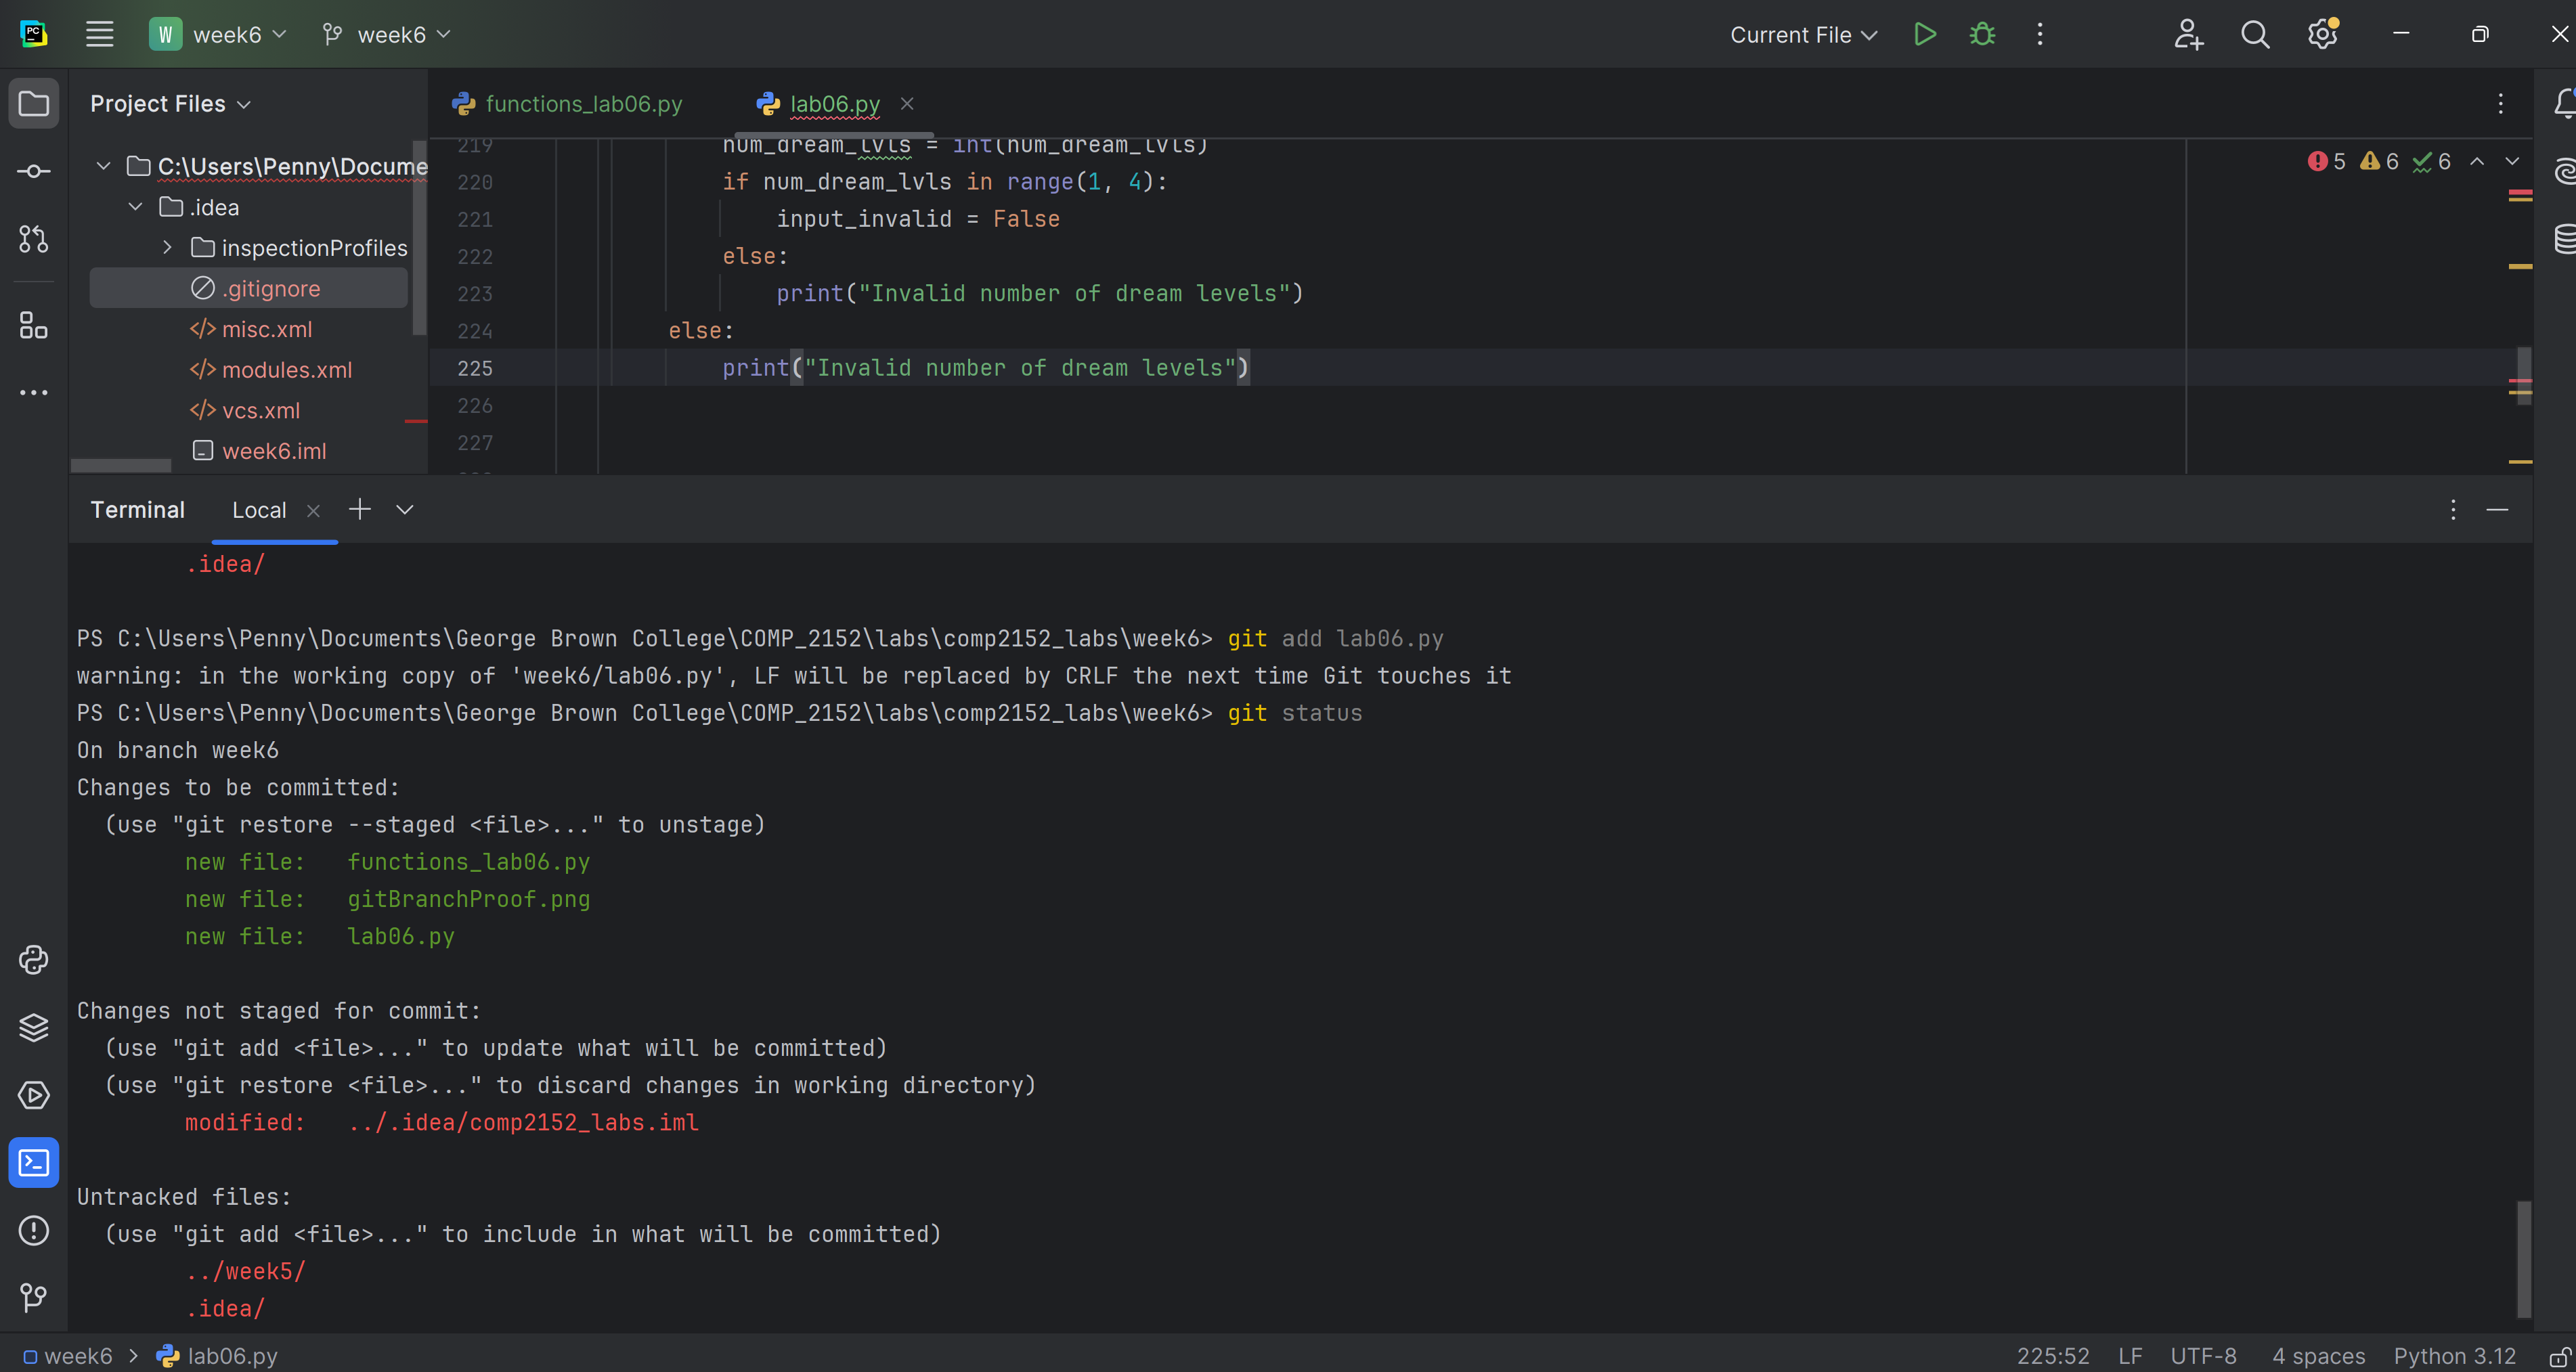 PC
W week6 week6 Current File
Project Files
functions_lab06.py lab06.py
C:\Users\Penny\Docume
.idea
inspectionProfiles
.gitignore
misc.xml
modules.xml
vcs.xml
week6.iml
5 6 6
219 num_dream_lvls = int(num_dream_lvls)
220 if num_dream_lvls in range(1, 4):
221 input_invalid = False
222 else:
223 print("Invalid number of dream levels")
224 else:
225 print("Invalid number of dream levels")
226
227
Terminal Local
.idea/
PS C:\Users\Penny\Documents\George Brown College\COMP_2152\labs\comp2152_labs\week6> git add lab06.py
warning: in the working copy of 'week6/lab06.py', LF will be replaced by CRLF the next time Git touches it
PS C:\Users\Penny\Documents\George Brown College\COMP_2152\labs\comp2152_labs\week6> git status
On branch week6
Changes to be committed:
(use "git restore --staged <file>..." to unstage)
new file: functions_lab06.py
new file: gitBranchProof.png
new file: lab06.py
Changes not staged for commit:
(use "git add <file>..." to update what will be committed)
(use "git restore <file>..." to discard changes in working directory)
modified: ../.idea/comp2152_labs.iml
Untracked files:
(use "git add <file>..." to include in what will be committed)
../week5/
.idea/
week6 > lab06.py
225:52 LF UTF-8 4 spaces Python 3.12